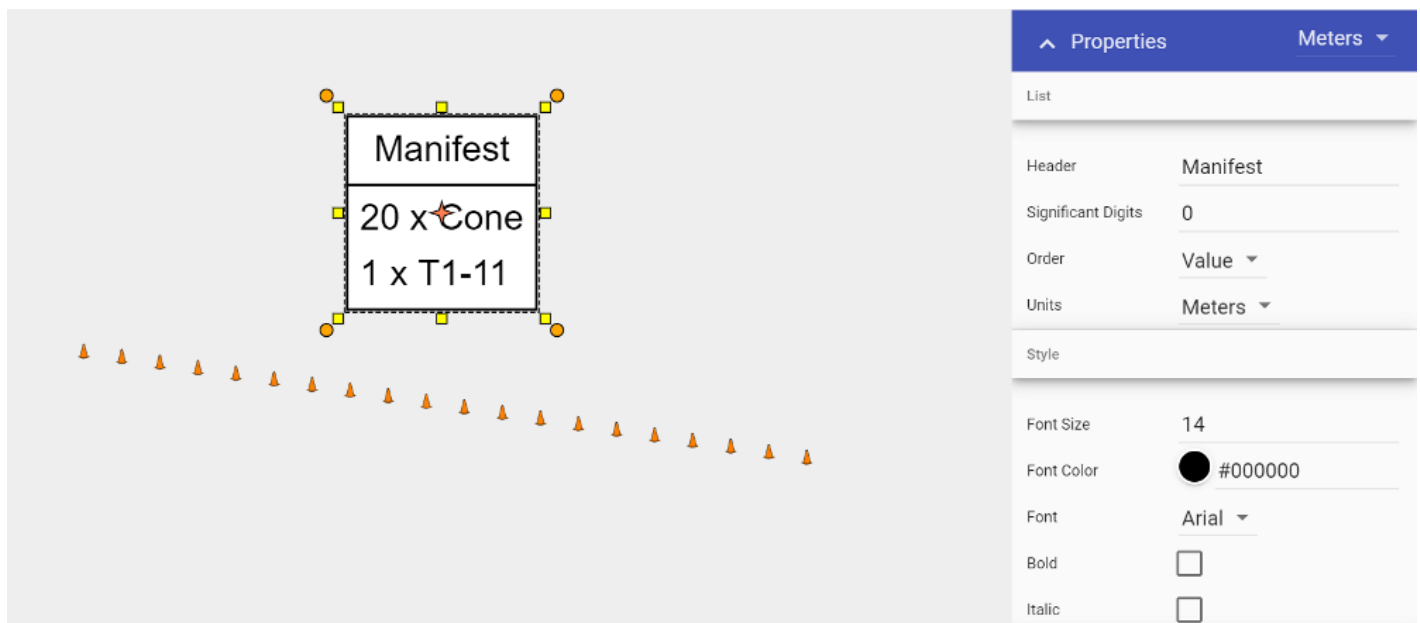 Manifest
20 x Cone
1 x T1-11
Properties
Meters
List
Header
Manifest
Significant Digits
0
Order
Value
Units
Meters
Style
Font Size
14
Font Color
#000000
Font
Arial
Bold
Italic